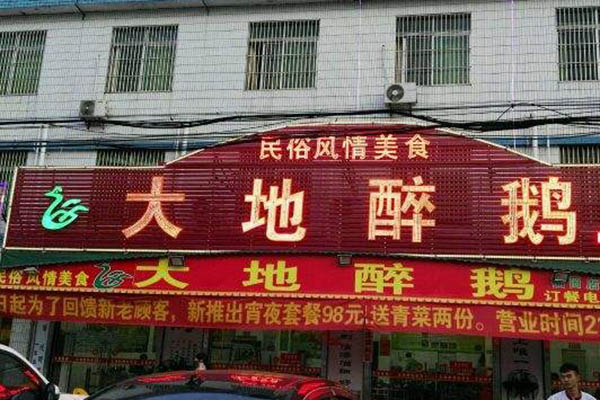 民俗风情美食
大地醉鹅
民俗风情美食 大地醉鹅
订餐电
日起为了回馈新老顾客，新推出宵夜套餐98元，送青菜两份。营业时间2